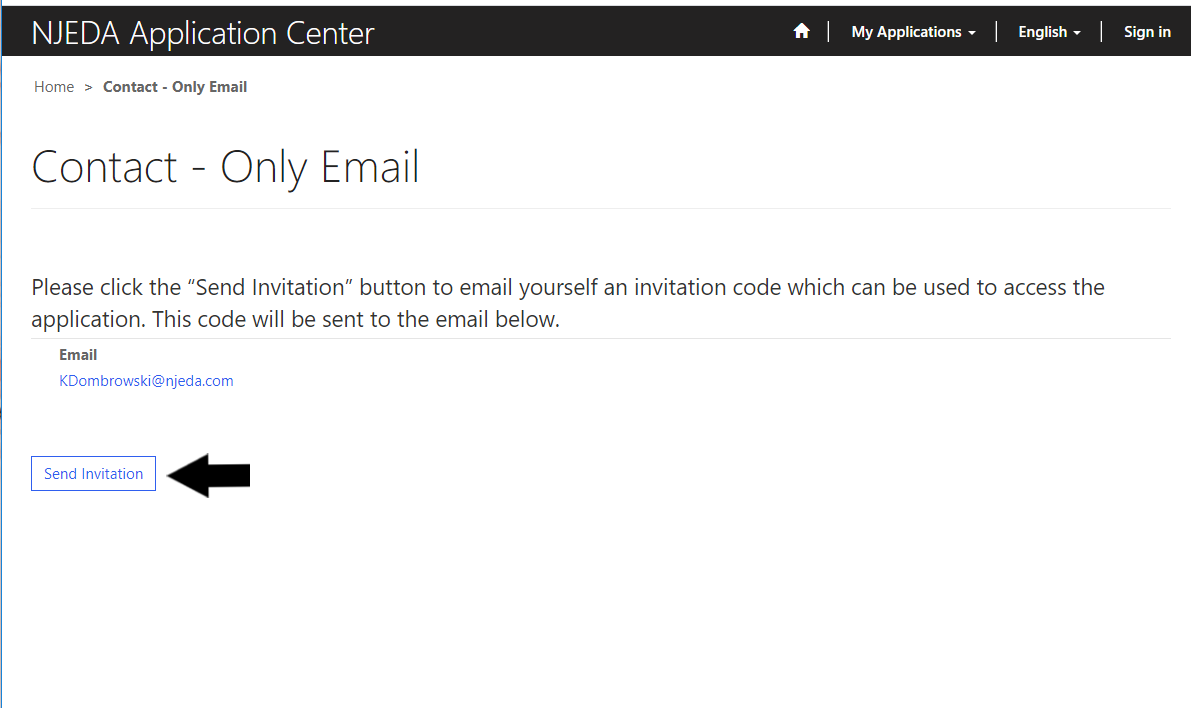 NJEDA Application Center
My Applications
English
Sign in
Home > Contact - Only Email
Contact - Only Email
Please click the “Send Invitation” button to email yourself an invitation code which can be used to access the
application. This code will be sent to the email below.
Email
KDombrowski@njeda.com
Send Invitation